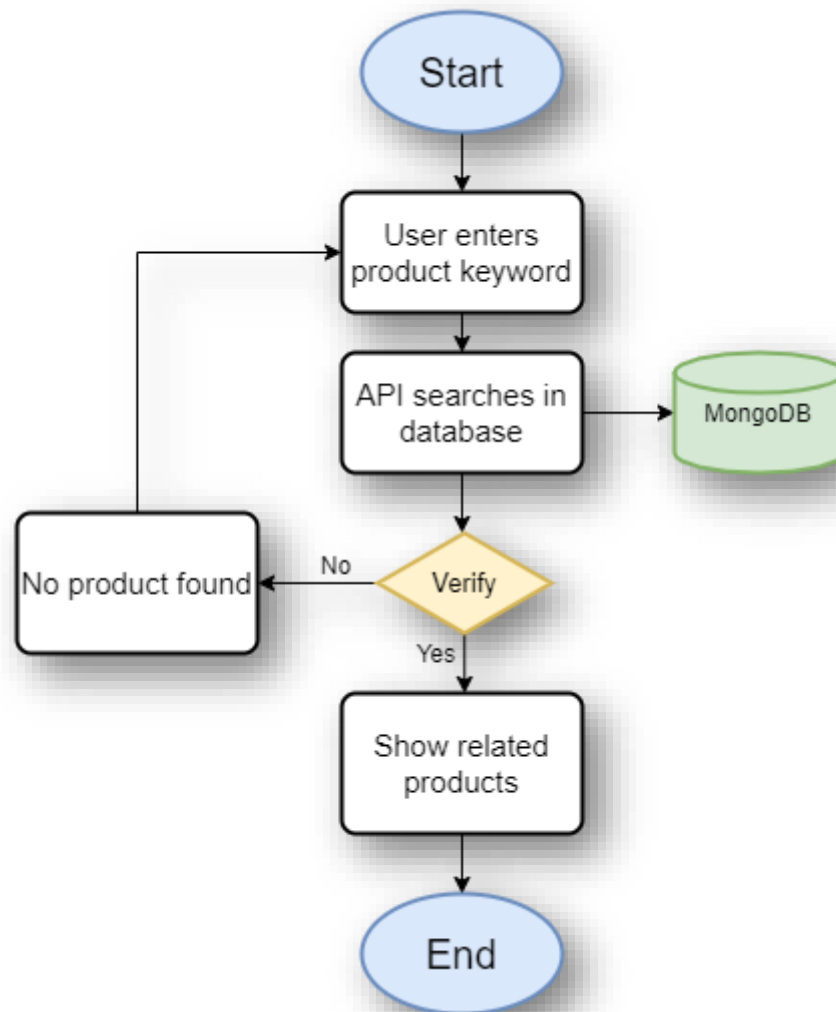 Start
User enters
product keyword
API searches in
database
MongoDB
No product found
No
Verify
Yes
Show related
products
End